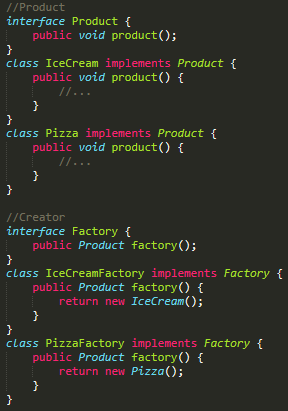 //Product
interface Product {
    public void product();
}
class IceCream implements Product {
    public void product() {
        //...
    }
}
class Pizza implements Product {
    public void product() {
        //...
    }
}

//Creator
interface Factory {
    public Product factory();
}
class IceCreamFactory implements Factory {
    public Product factory() {
        return new IceCream();
    }
}
class PizzaFactory implements Factory {
    public Product factory() {
        return new Pizza();
    }
}